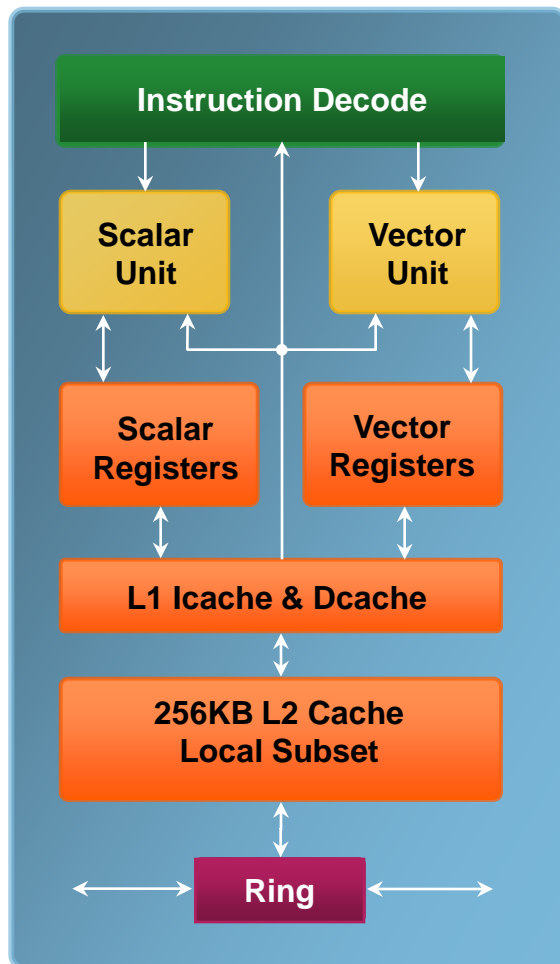 Instruction Decode
Scalar
Unit
Vector
Unit
Scalar
Registers
Vector
Registers
L1 Icache & Dcache
256KB L2 Cache
Local Subset
Ring